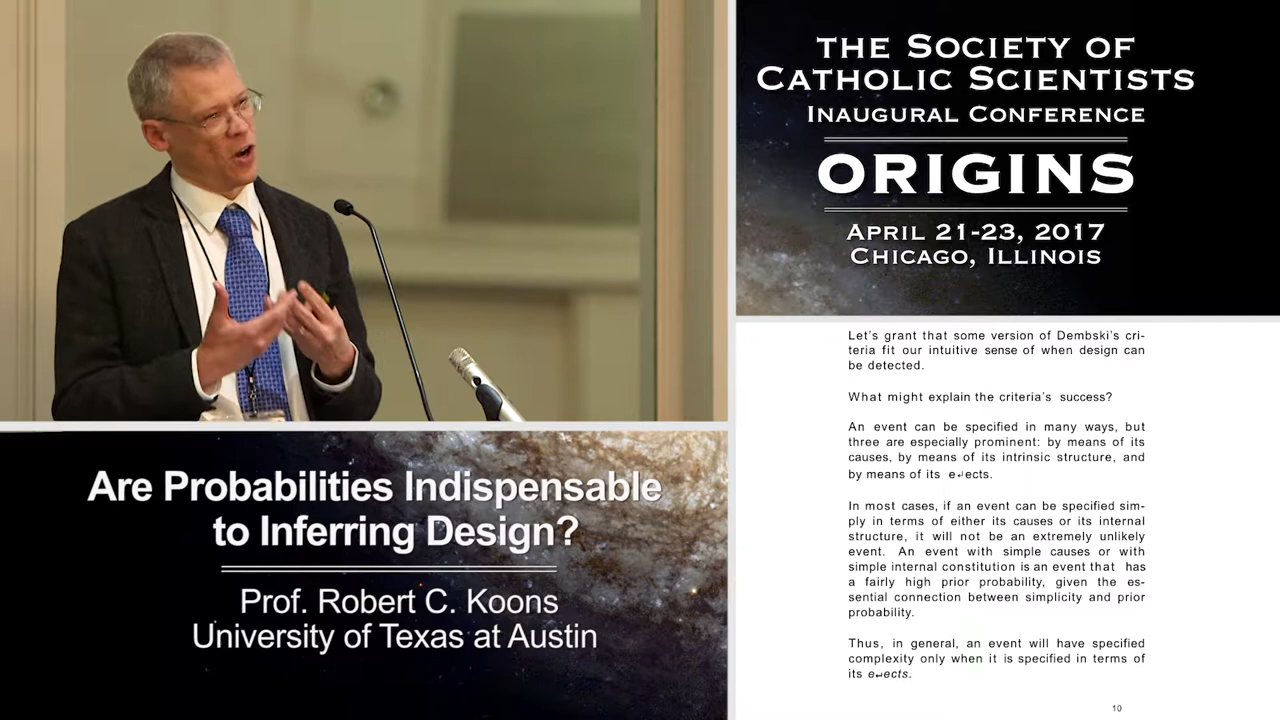 THE SOCIETY OF
CATHOLIC SCIENTISTS
INAUGURAL CONFERENCE
ORIGINS
APRIL 21-23, 2017
CHICAGO, ILLINOIS
Are Probabilities Indispensable
to Inferring Design?
Prof. Robert C. Koons
University of Texas at Austin
Let's grant that some version of Dembski's cri-
teria fit our intuitive sense of when design can
be detected.
What might explain the criteria's success?
An event can be specified in many ways, but
three are especially prominent: by means of its
causes, by means of its intrinsic structure, and
by means of its e↵ects.
In most cases, if an event can be specified sim-
ply in terms of either its causes or its internal
structure, it will not be an extremely unlikely
event. An event with simple causes or with
simple internal constitution is an event that has
a fairly high prior probability, given the es-
sential connection between simplicity and prior
probability.
Thus, in general, an event will have specified
complexity only when it is specified in terms of
its e↵ects.
10